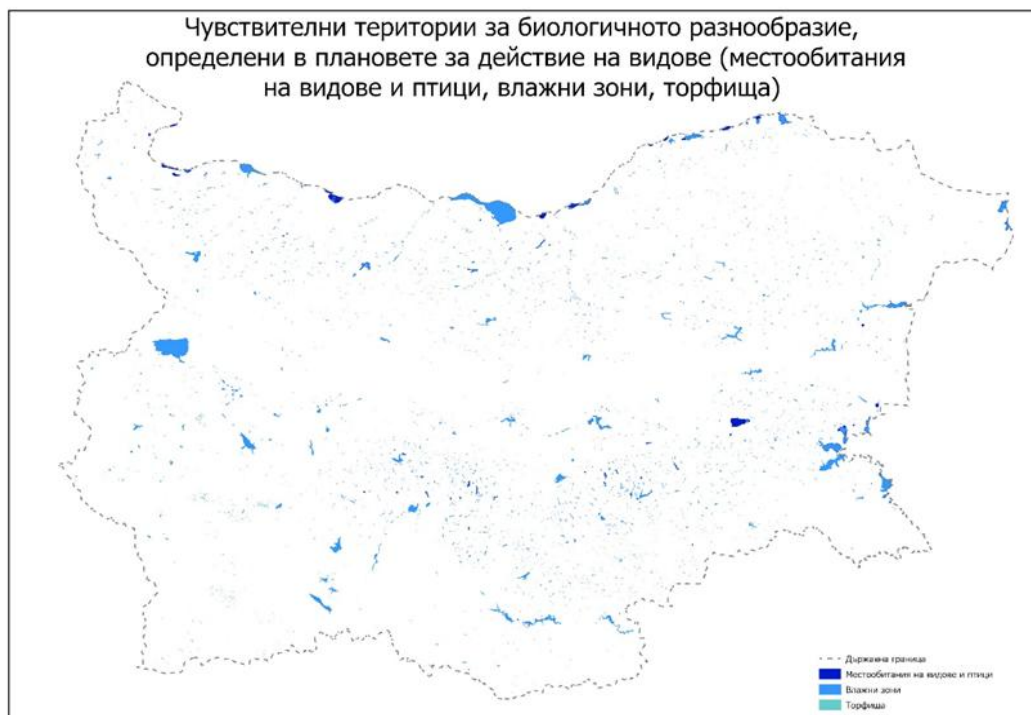 Чувствителни територии за биологичното разнообразие,
определени в плановете за действие на видове (местообитания
на видове и птици, влажни зони, торфища)
Държавна граница
Местообитания на видове и птици
Влажни зони
Торфища